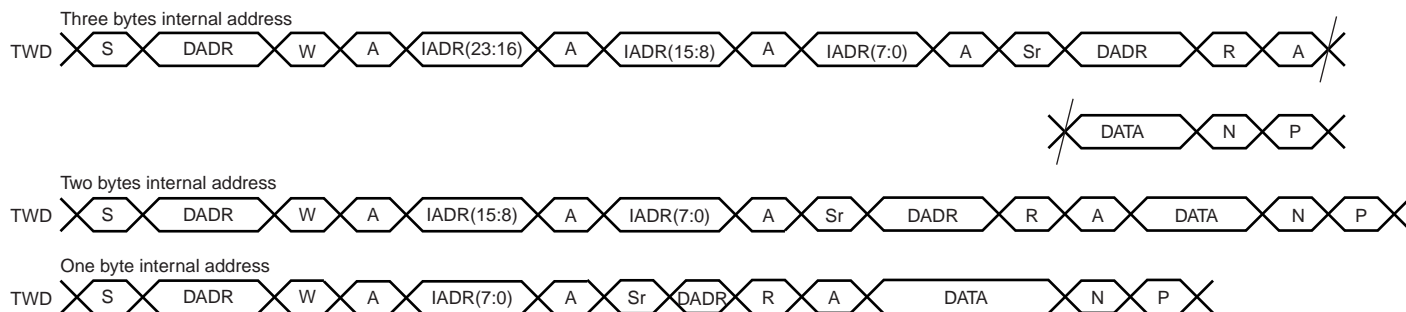 Three bytes internal address
TWD S DADR W A IADR(23:16) A IADR(15:8) A IADR(7:0) A Sr DADR R A
DATA N P
Two bytes internal address
TWD S DADR W A IADR(15:8) A IADR(7:0) A Sr DADR R A DATA N P
One byte internal address
TWD S DADR W A IADR(7:0) A Sr DADR R A DATA N P